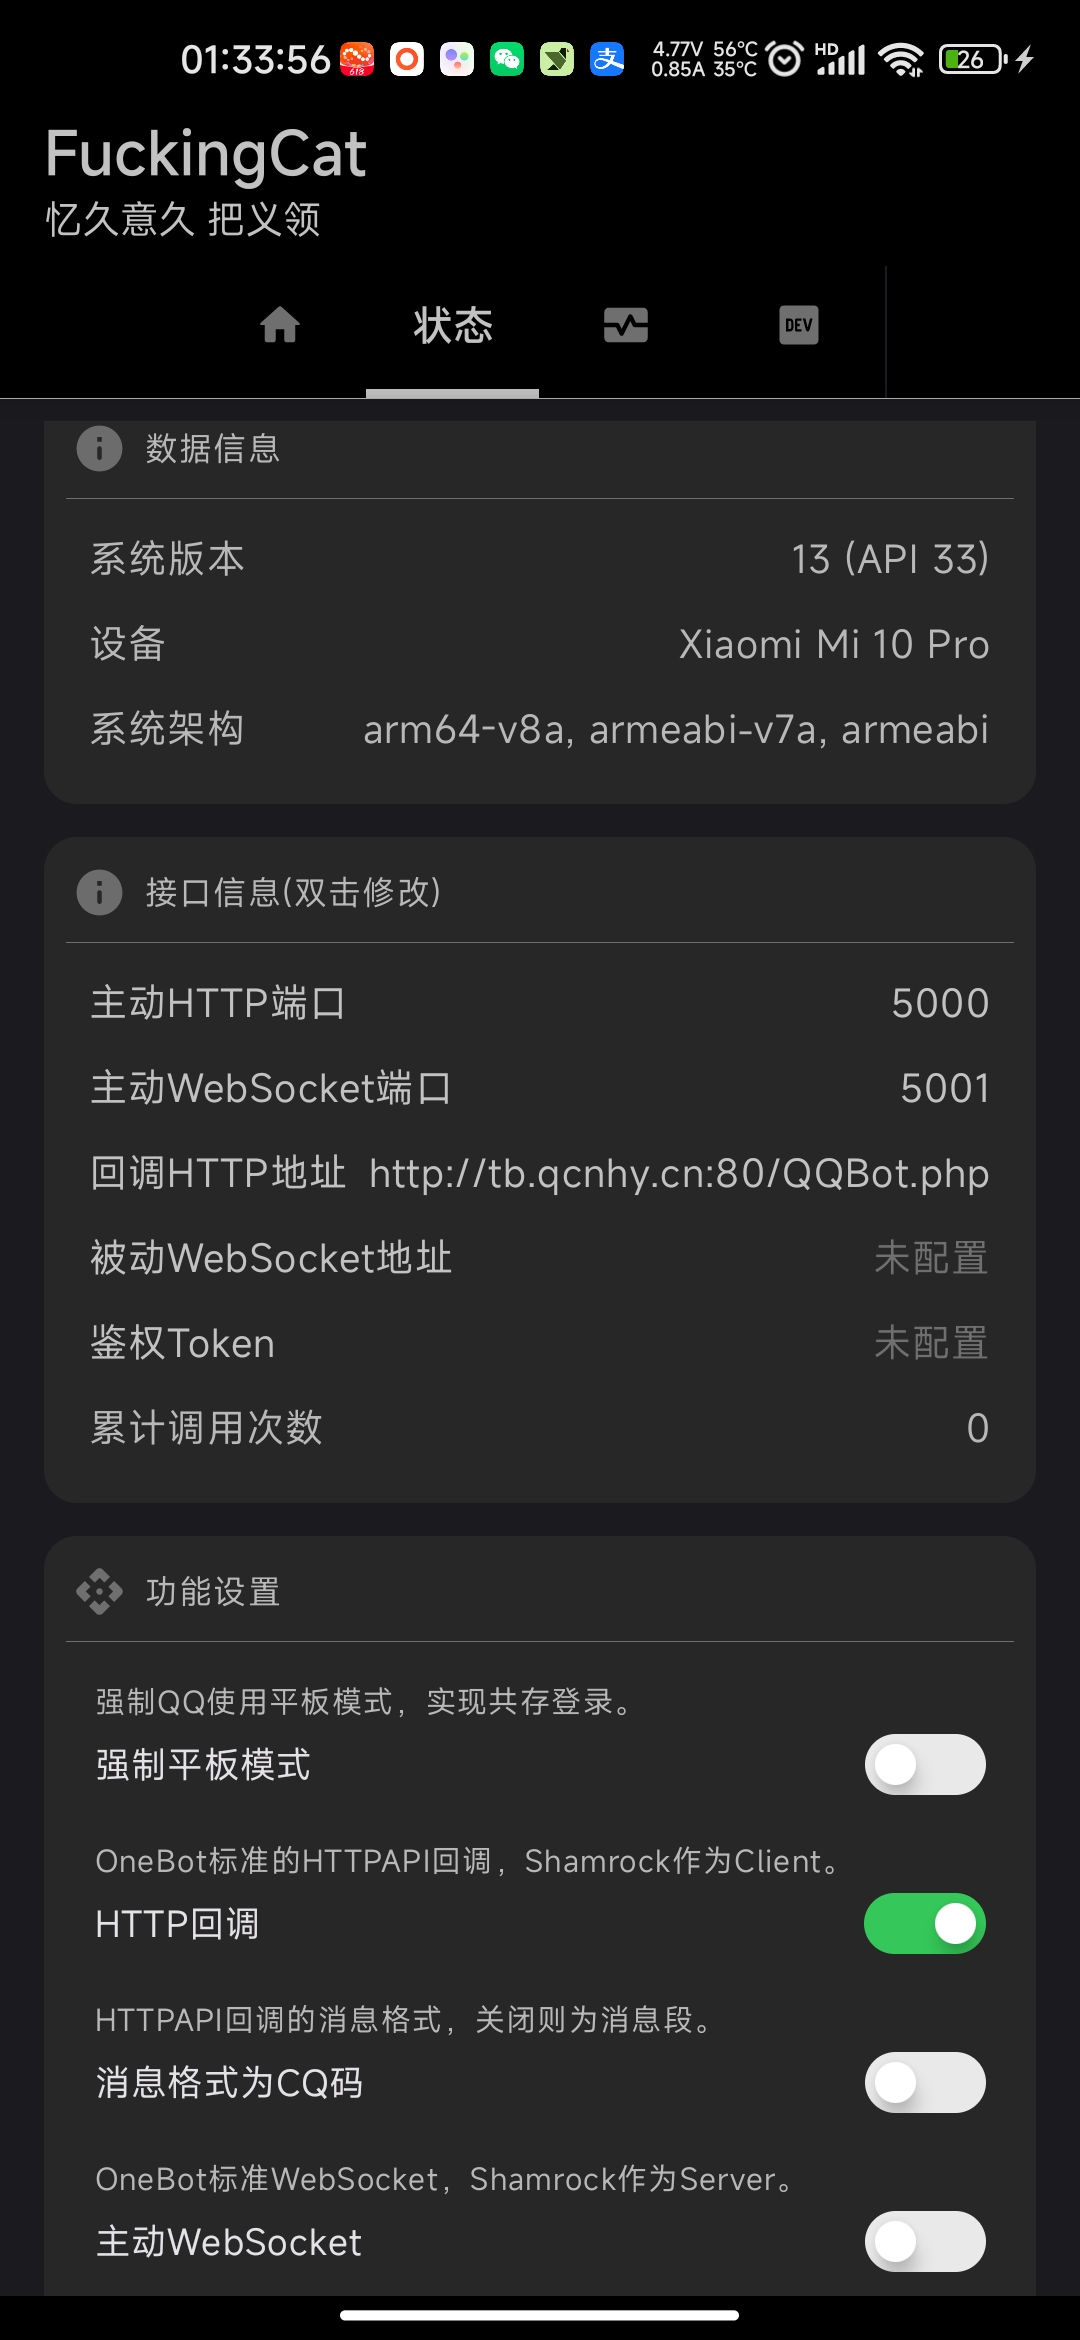 01:33:56 618 4.77V 56°C HD 26
0.85A 35°C
FuckingCat
忆久意久 把义领
状态 DEV
数据信息
系统版本 13 (API 33)
设备 Xiaomi Mi 10 Pro
系统架构 arm64-v8a, armeabi-v7a, armeabi
接口信息(双击修改)
主动HTTP端口 5000
主动WebSocket端口 5001
回调HTTP地址 http://tb.qcnhy.cn:80/QQBot.php
被动WebSocket地址 未配置
鉴权Token 未配置
累计调用次数 0
功能设置
强制QQ使用平板模式，实现共存登录。
强制平板模式
OneBot标准的HTTPAPI回调，Shamrock作为Client。
HTTP回调
HTTPAPI回调的消息格式，关闭则为消息段。
消息格式为CQ码
OneBot标准WebSocket，Shamrock作为Server。
主动WebSocket